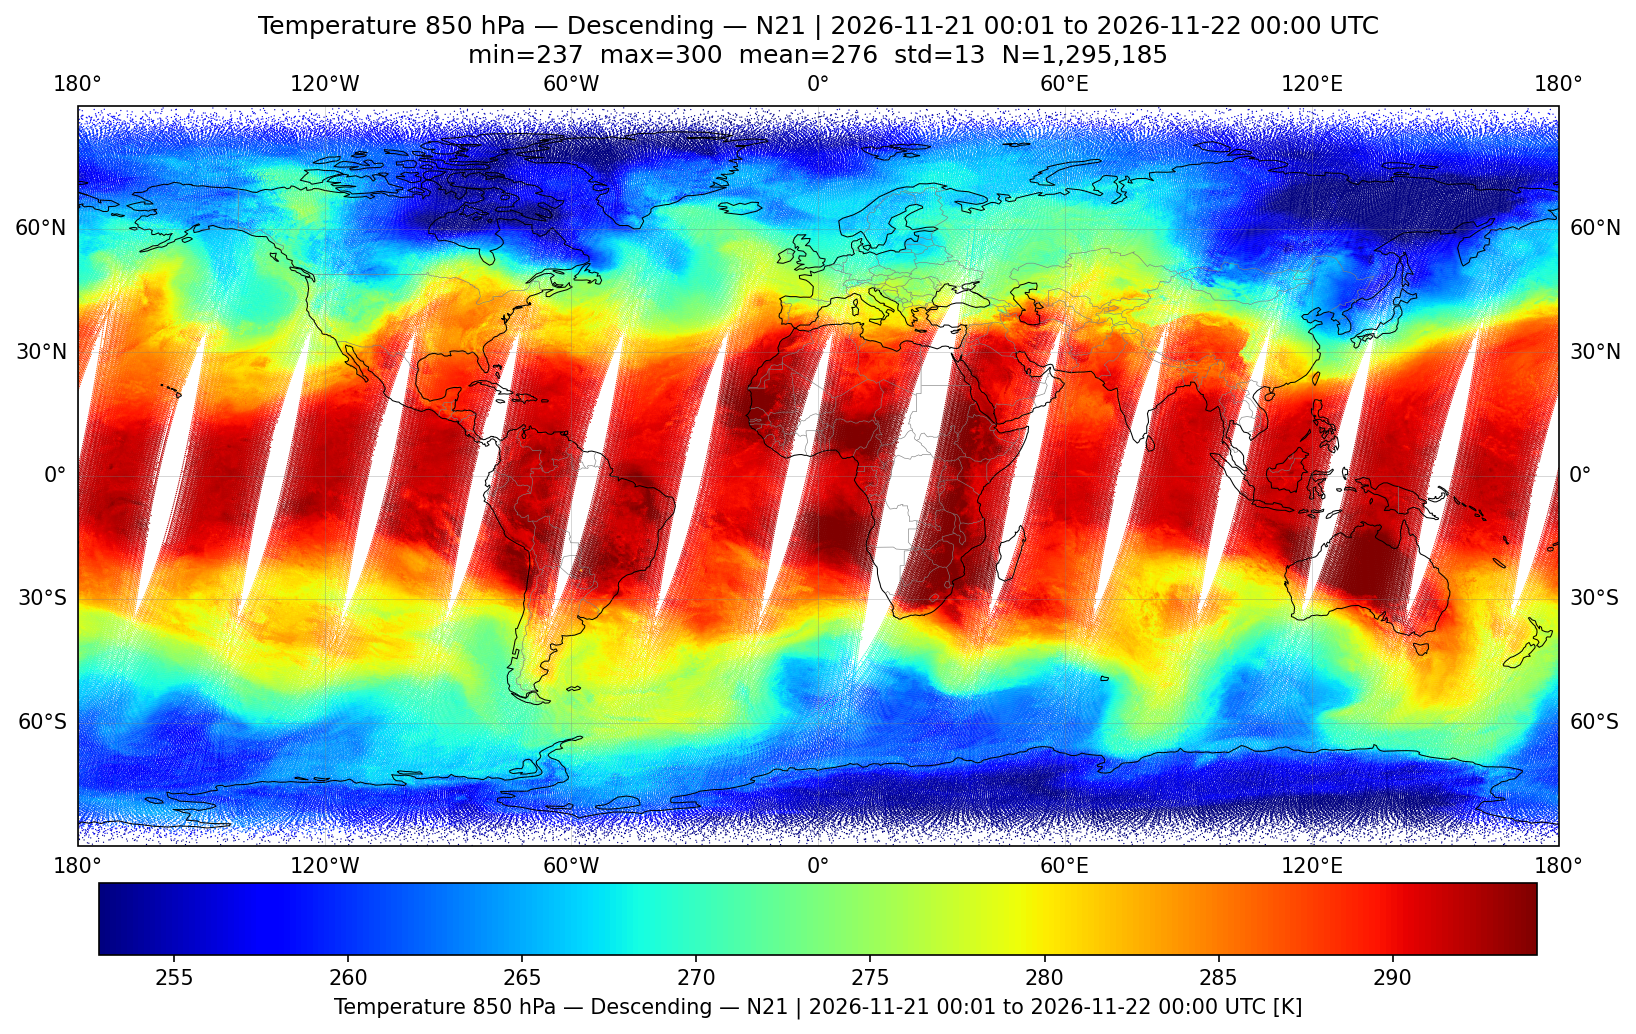 Temperature 850 hPa — Descending — N21 | 2026-11-21 00:01 to 2026-11-22 00:00 UTC
min=237 max=300 mean=276 std=13 N=1,295,185
180° 120°W 60°W 0° 60°E 120°E 180°
60°N 60°N
30°N 30°N
0° 0°
30°S 30°S
60°S 60°S
180° 120°W 60°W 0° 60°E 120°E 180°
255 260 265 270 275 280 285 290
Temperature 850 hPa — Descending — N21 | 2026-11-21 00:01 to 2026-11-22 00:00 UTC [K]